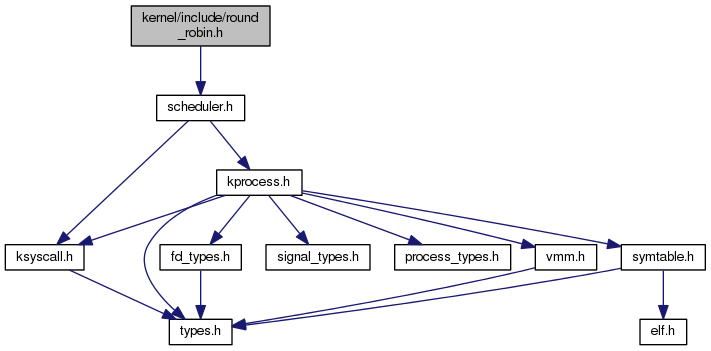 kernel/include/round
_robin.h
scheduler.h
kprocess.h
ksyscall.h
fd_types.h
signal_types.h
process_types.h
vmm.h
symtable.h
types.h
elf.h